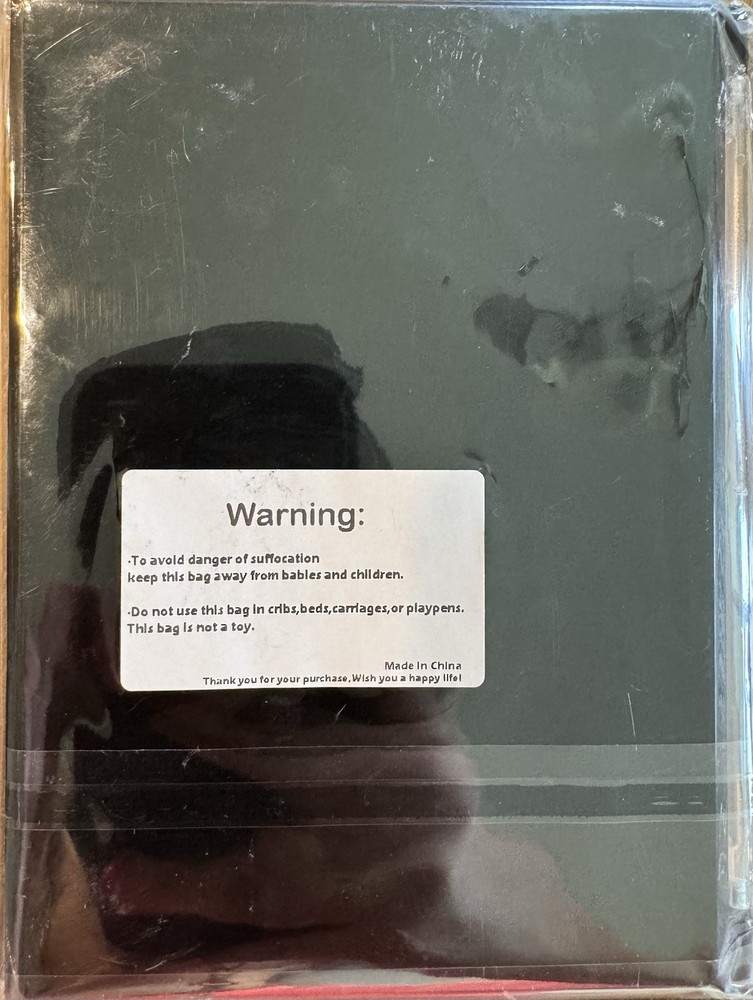 Warning:
·To avoid danger of suffocation
keep this bag away from babies and children.
·Do not use this bag in cribs,beds,carriages,or playpens.
This bag is not a toy.
Made in China
Thank you for your purchase,Wish you a happy life!